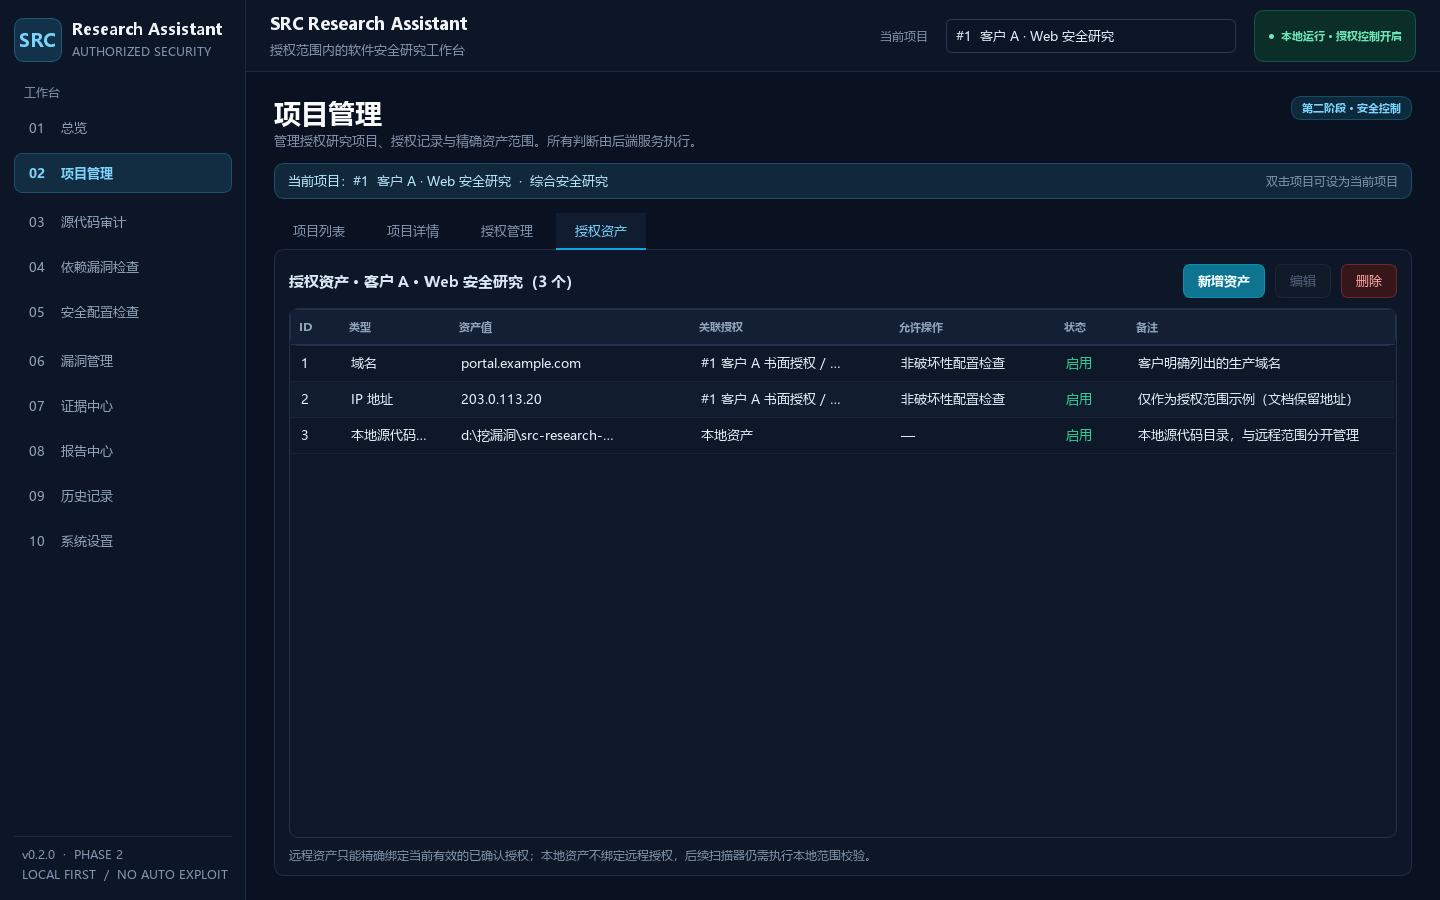 SRC
Research Assistant
AUTHORIZED SECURITY
工作台
01 总览
02 项目管理
03 源代码审计
04 依赖漏洞检查
05 安全配置检查
06 漏洞管理
07 证据中心
08 报告中心
09 历史记录
10 系统设置
v0.2.0 · PHASE 2
LOCAL FIRST / NO AUTO EXPLOIT
SRC Research Assistant
授权范围内的软件安全研究工作台
当前项目
#1 客户 A · Web 安全研究
● 本地运行 • 授权控制开启
项目管理
管理授权研究项目、授权记录与精确资产范围。所有判断由后端服务执行。
第二阶段 • 安全控制
当前项目：#1 客户 A · Web 安全研究 · 综合安全研究
双击项目可设为当前项目
项目列表 项目详情 授权管理 授权资产
授权资产 • 客户 A • Web 安全研究（3 个）
新增资产 编辑 删除
ID 类型 资产值 关联授权 允许操作 状态 备注
1 域名 portal.example.com #1 客户 A 书面授权 / ... 非破坏性配置检查 启用 客户明确列出的生产域名
2 IP 地址 203.0.113.20 #1 客户 A 书面授权 / ... 非破坏性配置检查 启用 仅作为授权范围示例（文档保留地址）
3 本地源代码... d:\挖漏洞\src-research-... 本地资产 — 启用 本地源代码目录，与远程范围分开管理
远程资产只能精确绑定当前有效的已确认授权；本地资产不绑定远程授权，后续扫描器仍需执行本地范围校验。